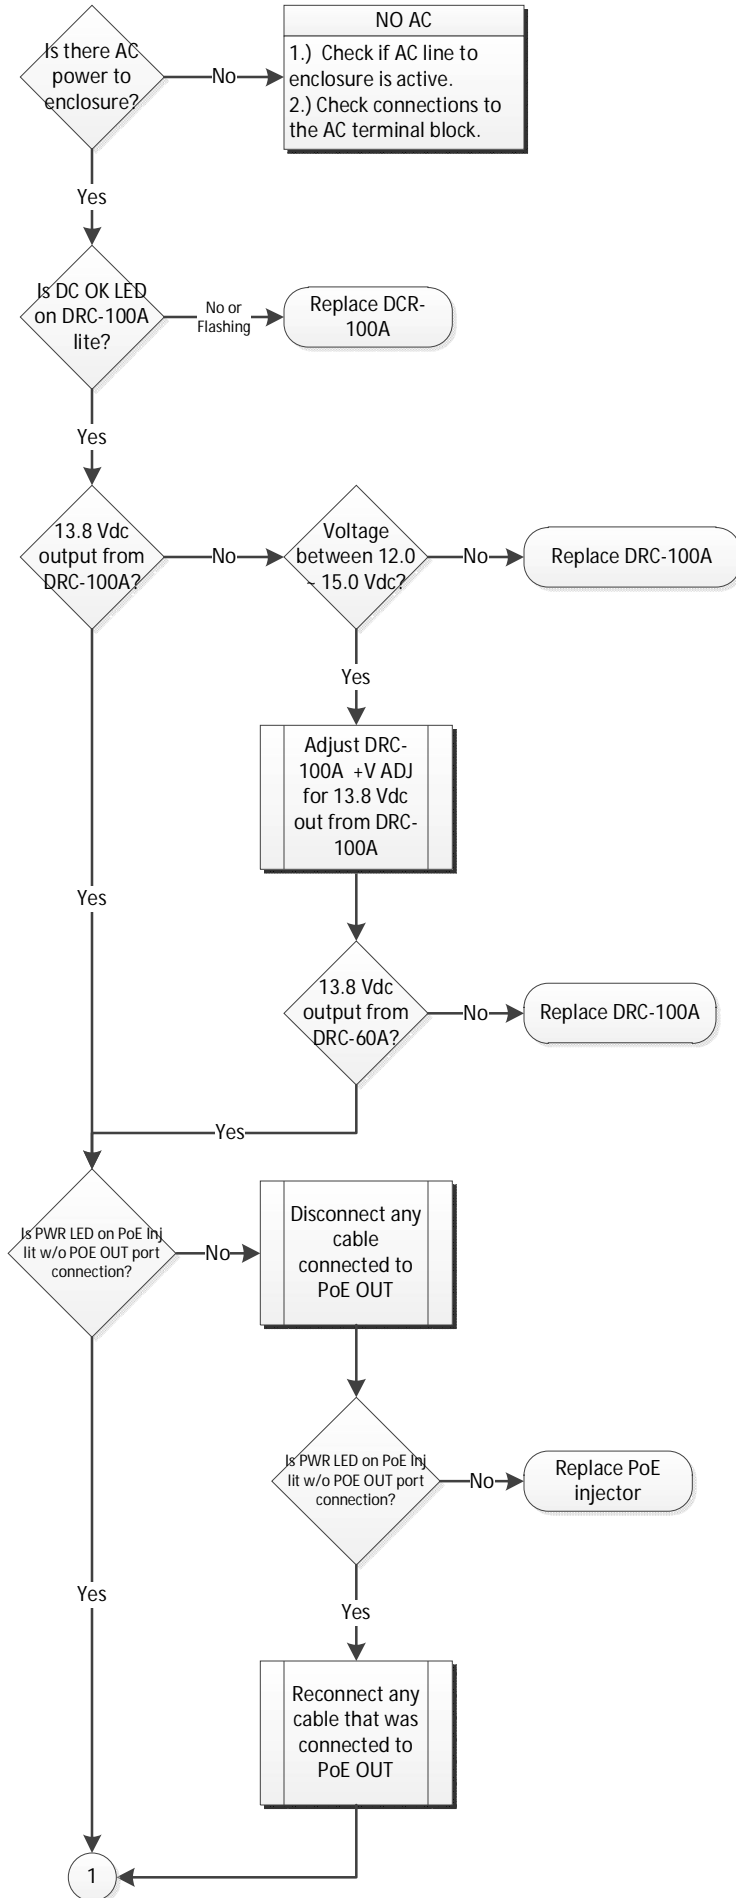 NO AC
Is there AC
power to
enclosure?
No
1.) Check if AC line to
enclosure is active.
2.) Check connections to
the AC terminal block.
Yes
Is DC OK LED
on DRC-100A
lite?
No or
Flashing
Replace DCR-
100A
Yes
13.8 Vdc
output from
DRC-100A?
No
Voltage
between 12.0
~ 15.0 Vdc?
No
Replace DRC-100A
Yes
Adjust DRC-
100A +V ADJ
for 13.8 Vdc
out from DRC-
100A
Yes
13.8 Vdc
output from
DRC-60A?
No
Replace DRC-100A
Yes
Is PWR LED on PoE Inj
lit w/o POE OUT port
connection?
No
Disconnect any
cable
connected to
PoE OUT
Is PWR LED on PoE Inj
lit w/o POE OUT port
connection?
No
Replace PoE
injector
Yes
Yes
Reconnect any
cable that was
connected to
PoE OUT
1